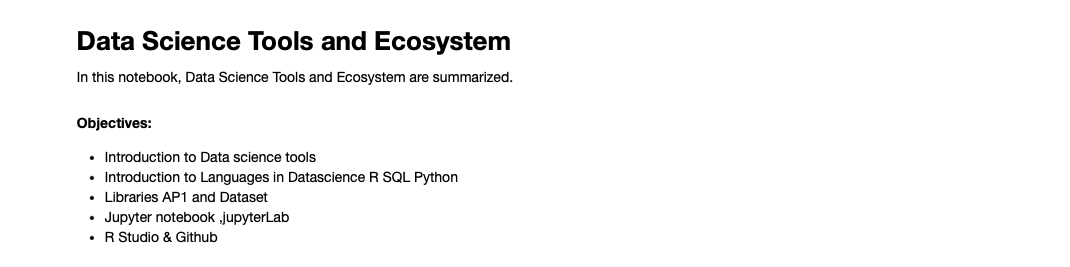 Data Science Tools and Ecosystem
In this notebook, Data Science Tools and Ecosystem are summarized.
Objectives:
• Introduction to Data science tools
• Introduction to Languages in Datascience R SQL Python
• Libraries AP1 and Dataset
• Jupyter notebook ,jupyterLab
• R Studio & Github